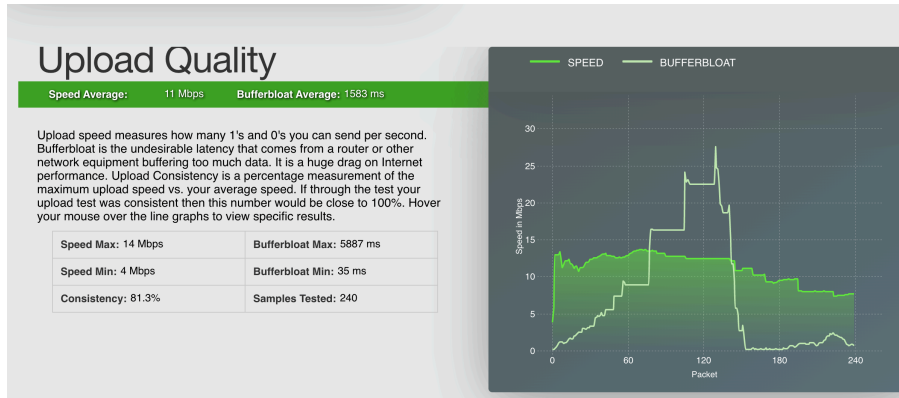 Upload Quality
Speed Average: 11 Mbps Bufferbloat Average: 1583 ms
Upload speed measures how many 1's and 0's you can send per second.
Bufferbloat is the undesirable latency that comes from a router or other
network equipment buffering too much data. It is a huge drag on Internet
performance. Upload Consistency is a percentage measurement of the
maximum upload speed vs. your average speed. If through the test your
upload test was consistent then this number would be close to 100%. Hover
your mouse over the line graphs to view specific results.
Speed Max: 14 Mbps Bufferbloat Max: 5887 ms
Speed Min: 4 Mbps Bufferbloat Min: 35 ms
Consistency: 81.3% Samples Tested: 240
SPEED BUFFERBLOAT
Speed in Mbps
30
25
20
15
10
5
0
0 60 120 180 240
Packet